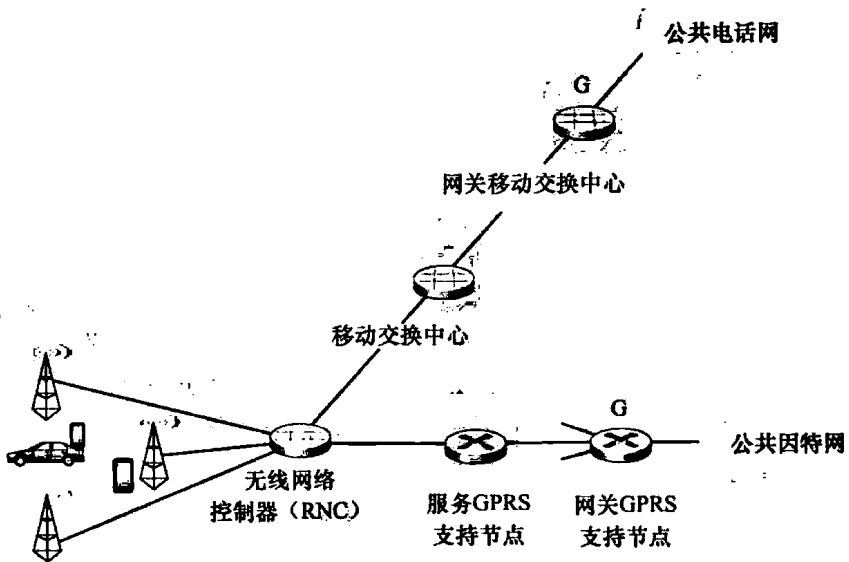 公共电话网
G
网关移动交换中心
移动交换中心
G
公共因特网
无线网络
控制器（RNC）
服务GPRS
支持节点
网关GPRS
支持节点